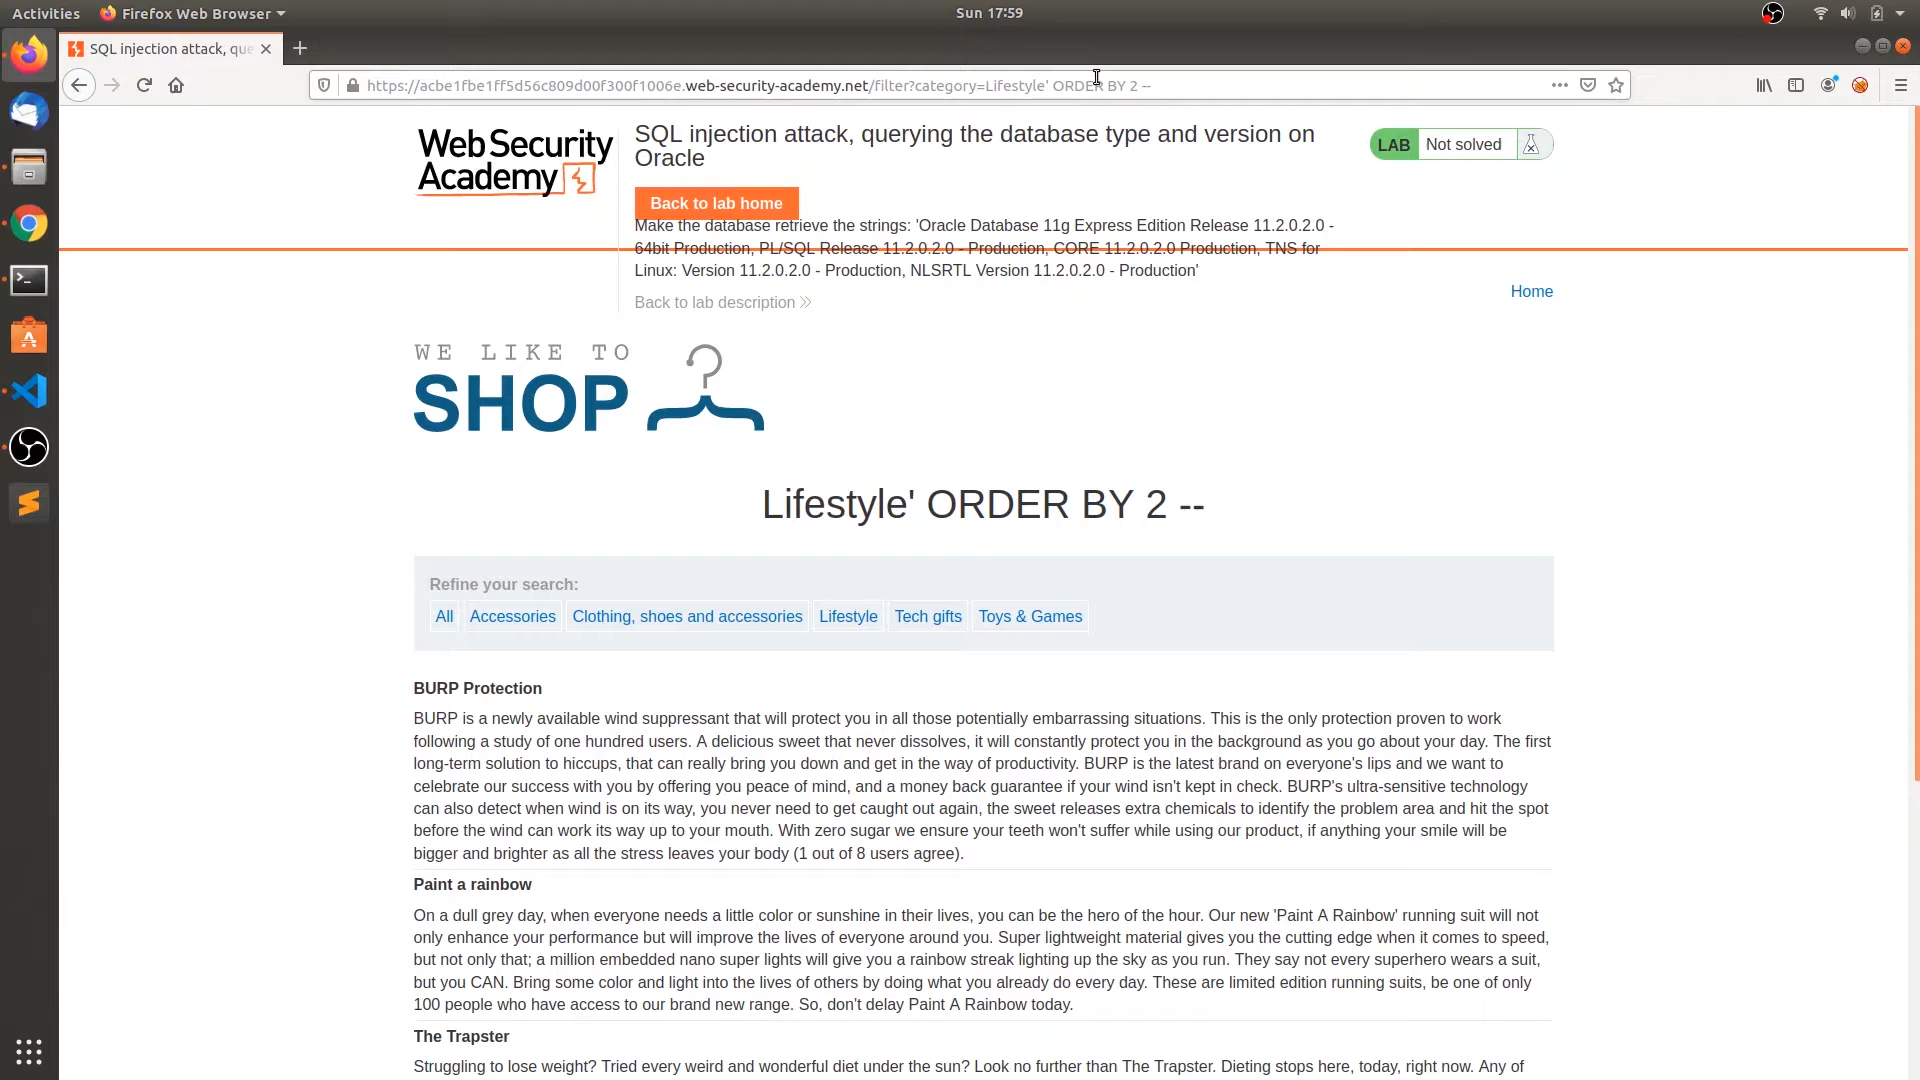 Activities
Firefox Web Browser
Sun 17:59
SQL injection attack, que
https://acbe1fbe1ff5d56c809d00f300f1006e.web-security-academy.net/filter?category=Lifestyle' ORDER BY 2 --
Web Security
Academy
SQL injection attack, querying the database type and version on
Oracle
LAB Not solved
Back to lab home
Make the database retrieve the strings: 'Oracle Database 11g Express Edition Release 11.2.0.2.0 -
64bit Production, PL/SQL Release 11.2.0.2.0 - Production, CORE 11.2.0.2.0 Production, TNS for
Linux: Version 11.2.0.2.0 - Production, NLSRTL Version 11.2.0.2.0 - Production'
Home
Back to lab description
WE LIKE TO
SHOP
Lifestyle' ORDER BY 2 --
Refine your search:
All Accessories Clothing, shoes and accessories Lifestyle Tech gifts Toys & Games
BURP Protection
BURP is a newly available wind suppressant that will protect you in all those potentially embarrassing situations. This is the only protection proven to work
following a study of one hundred users. A delicious sweet that never dissolves, it will constantly protect you in the background as you go about your day. The first
long-term solution to hiccups, that can really bring you down and get in the way of productivity. BURP is the latest brand on everyone's lips and we want to
celebrate our success with you by offering you peace of mind, and a money back guarantee if your wind isn't kept in check. BURP's ultra-sensitive technology
can also detect when wind is on its way, you never need to get caught out again, the sweet releases extra chemicals to identify the problem area and hit the spot
before the wind can work its way up to your mouth. With zero sugar we ensure your teeth won't suffer while using our product, if anything your smile will be
bigger and brighter as all the stress leaves your body (1 out of 8 users agree).
Paint a rainbow
On a dull grey day, when everyone needs a little color or sunshine in their lives, you can be the hero of the hour. Our new 'Paint A Rainbow' running suit will not
only enhance your performance but will improve the lives of everyone around you. Super lightweight material gives you the cutting edge when it comes to speed,
but not only that; a million embedded nano super lights will give you a rainbow streak lighting up the sky as you run. They say not every superhero wears a suit,
but you CAN. Bring some color and light into the lives of others by doing what you already do every day. These are limited edition running suits, be one of only
100 people who have access to our brand new range. So, don't delay Paint A Rainbow today.
The Trapster
Struggling to lose weight? Tried every weird and wonderful diet under the sun? Look no further than The Trapster. Dieting stops here, today, right now. Any of